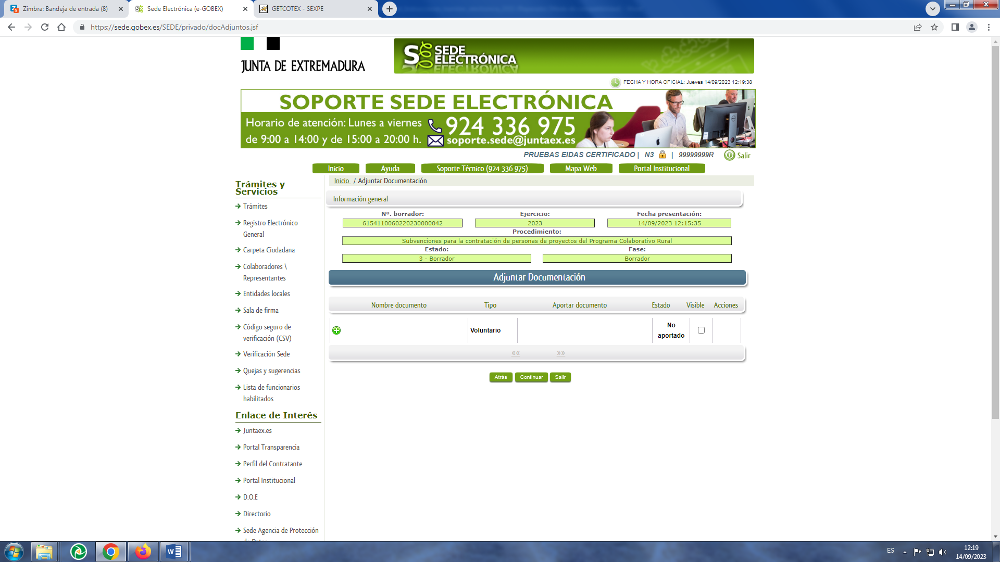 Zimbra: Bandeja de entrada (8)
Sede Electrónica (e-GOBEX)
GETCOTEX - SEXPE
https://sede.gobex.es/SEDE/privado/docAdjuntos.jsf
JUNTA DE EXTREMADURA
SEDE
ELECTRÓNICA
FECHA Y HORA OFICIAL: Jueves 14/09/2023 12:19:38
SOPORTE SEDE ELECTRÓNICA
Horario de atención: Lunes a viernes
de 9:00 a 14:00 y de 15:00 a 20:00 h.
924 336 975
soporte.sede@juntaex.es
PRUEBAS EIDAS CERTIFICADO | N3 | 99999999R Salir
Inicio Ayuda Soporte Técnico (924 336 975) Mapa Web Portal Institucional
Trámites y
Servicios
Trámites
Registro Electrónico
General
Carpeta Ciudadana
Colaboradores \
Representantes
Entidades locales
Sala de firma
Código seguro de
verificación (CSV)
Verificación Sede
Quejas y sugerencias
Lista de funcionarios
habilitados
Enlace de Interés
Juntaex.es
Portal Transparencia
Perfil del Contratante
Portal Institucional
D.O.E
Directorio
Sede Agencia de Protección
Inicio / Adjuntar Documentación
Información general
Nº. borrador: Ejercicio: Fecha presentación:
6154110060220230000042 2023 14/09/2023 12:15:35
Procedimiento:
Subvenciones para la contratación de personas de proyectos del Programa Colaborativo Rural
Estado: Fase:
3 - Borrador Borrador
Adjuntar Documentación
Nombre documento Tipo Aportar documento Estado Visible Acciones
Voluntario No
aportado
«« »»
Atrás Continuar Salir
ES
12:19
14/09/2023